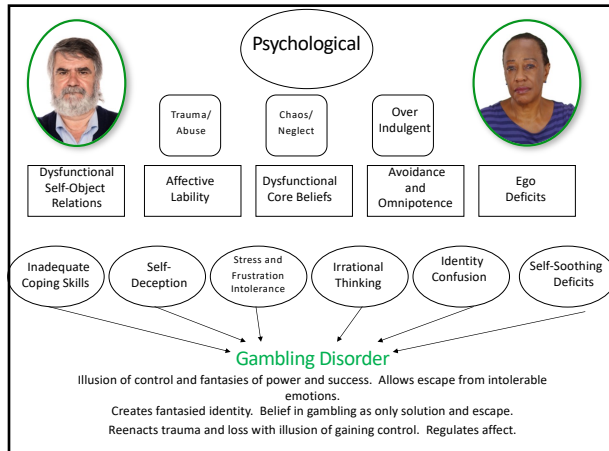 Psychological
Trauma/
Abuse
Chaos/
Neglect
Over
Indulgent
Dysfunctional
Self-Object
Relations
Affective
Lability
Dysfunctional
Core Beliefs
Avoidance
and
Omnipotence
Ego
Deficits
Inadequate
Coping Skills
Self-
Deception
Stress and
Frustration
Intolerance
Irrational
Thinking
Identity
Confusion
Self-Soothing
Deficits
Gambling Disorder
Illusion of control and fantasies of power and success.  Allows escape from intolerable
emotions.
Creates fantasied identity.  Belief in gambling as only solution and escape.
Reenacts trauma and loss with illusion of gaining control.  Regulates affect.